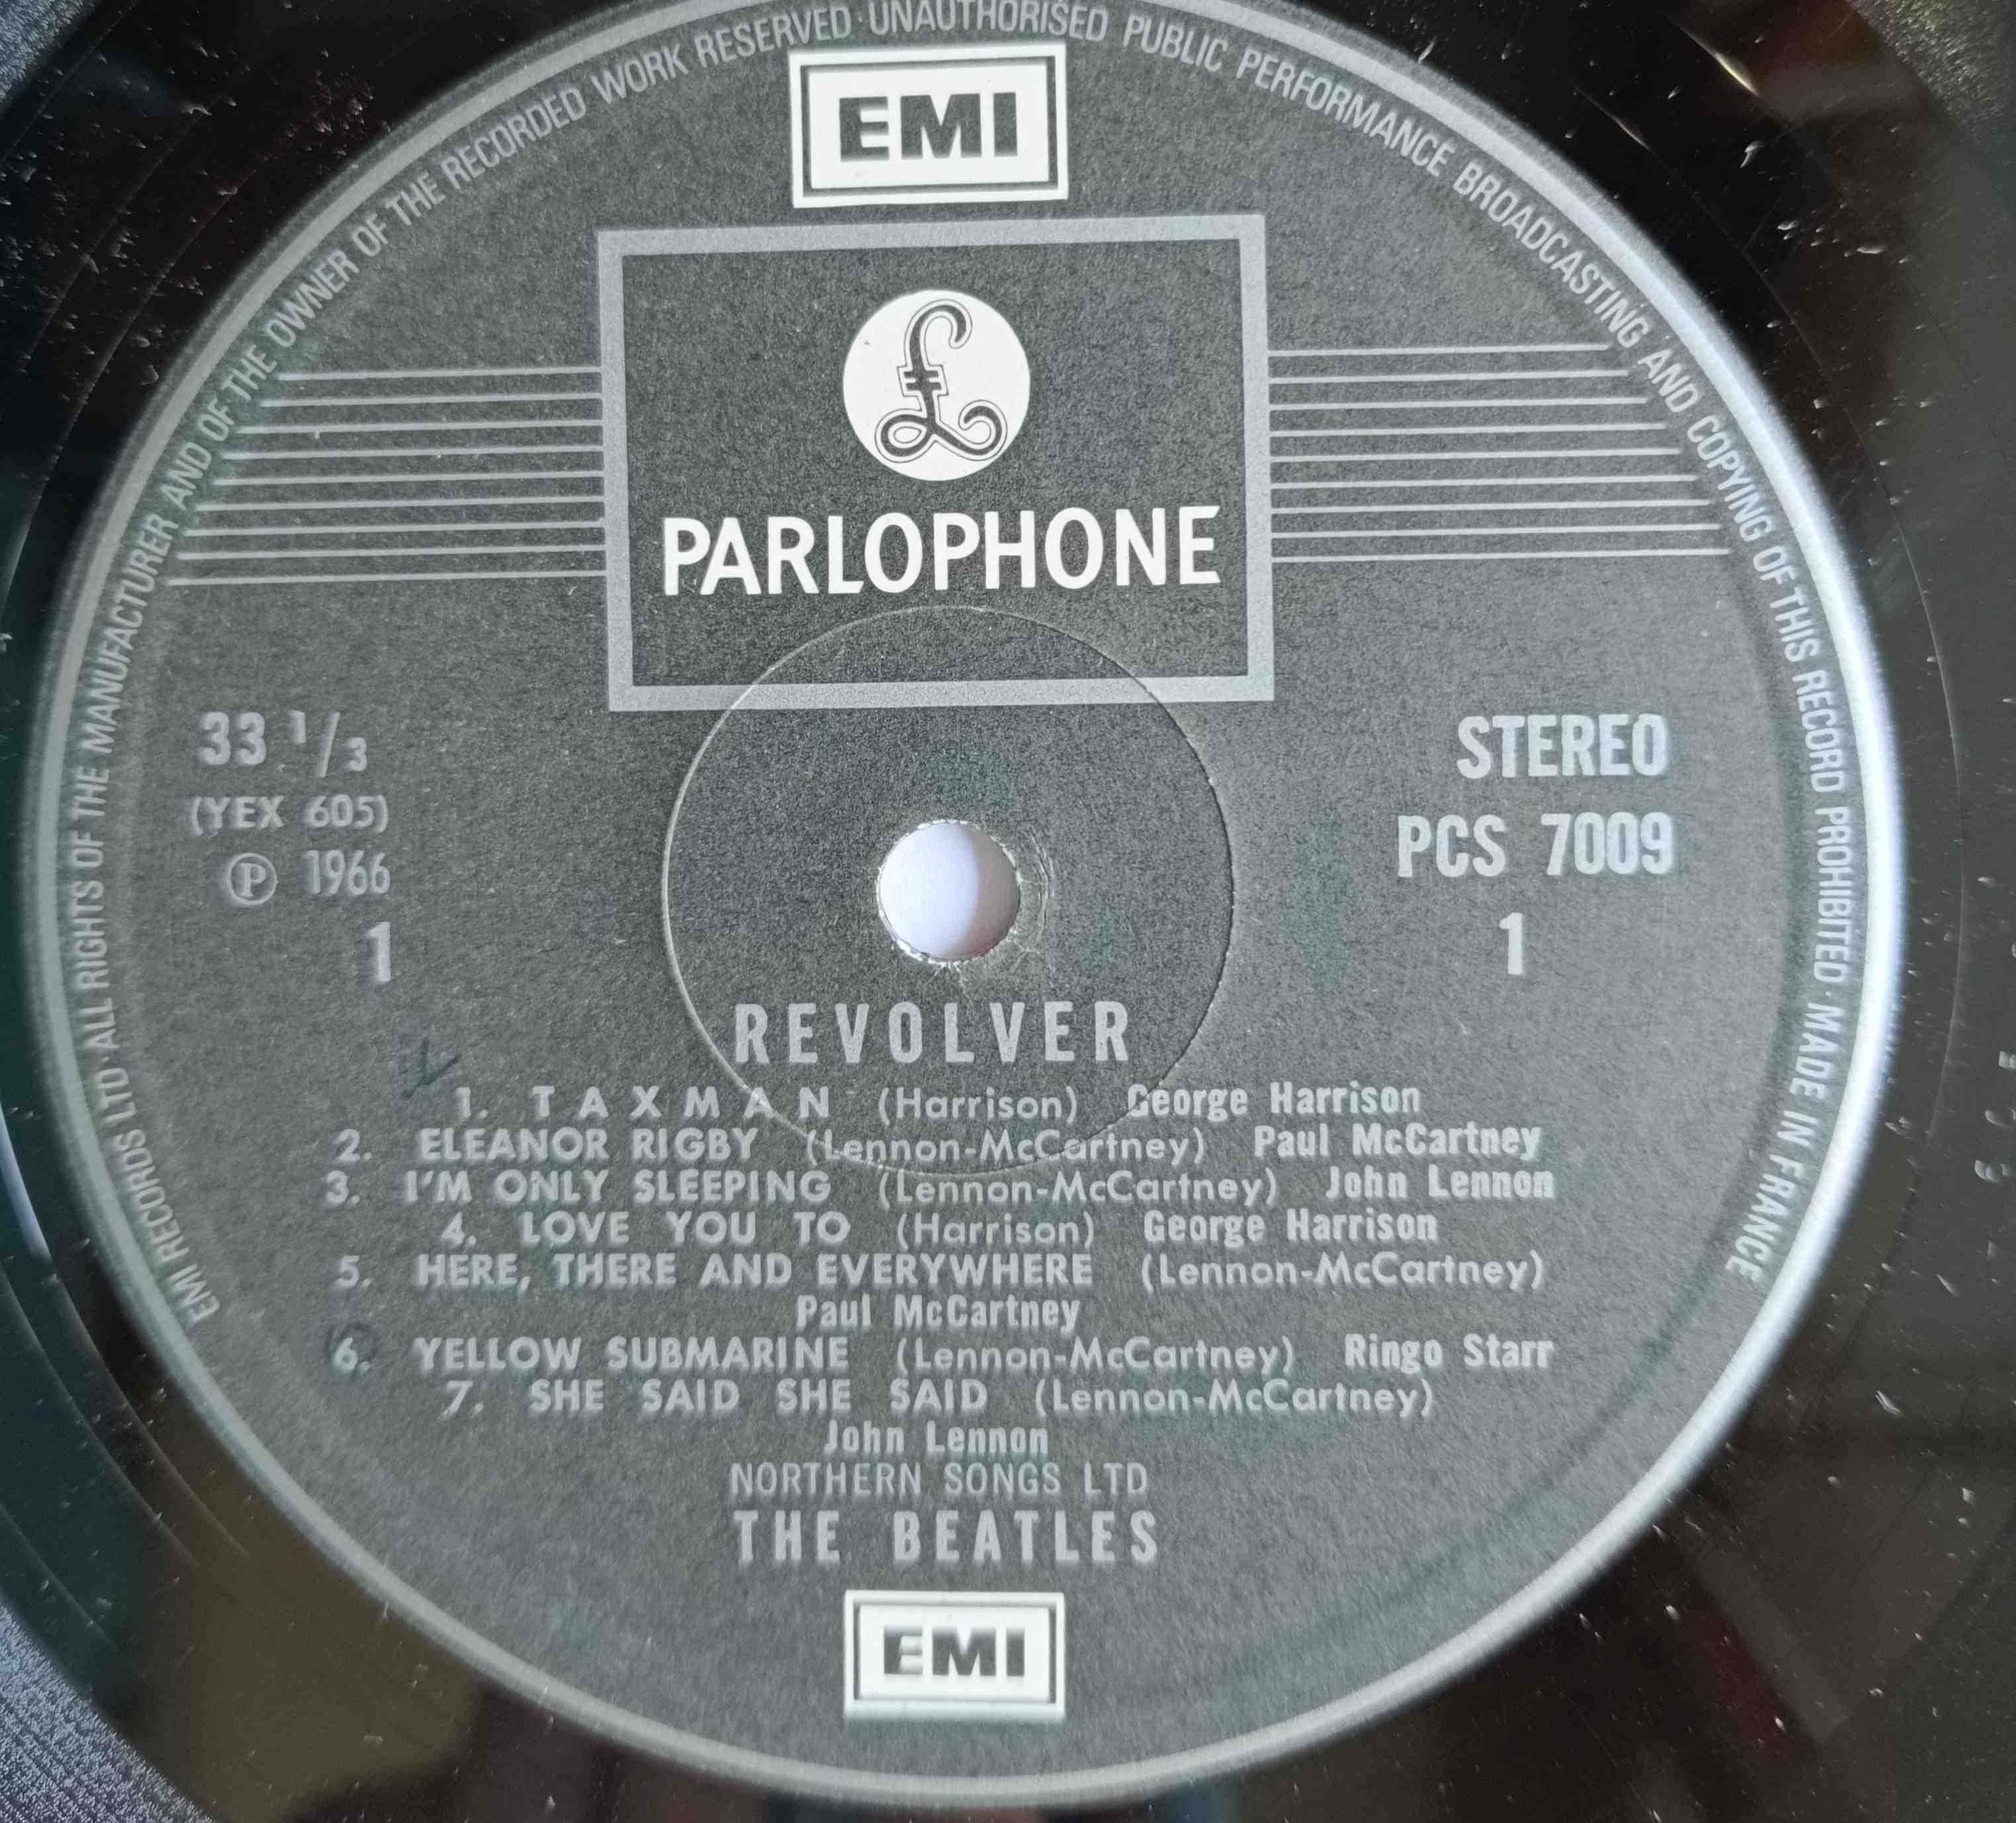 EMI RECORDS LTD · ALL RIGHTS OF THE MANUFACTURER AND OF THE OWNER OF THE RECORDED WORK RESERVED · UNAUTHORISED PUBLIC PERFORMANCE BROADCASTING AND COPYING OF THIS RECORD PROHIBITED · MADE IN FRANCE
EMI
£
PARLOPHONE
33 1/3
(YEX 605)
Ⓟ 1966
1
STEREO
PCS 7009
1
REVOLVER
1. TAXMAN (Harrison) George Harrison
2. ELEANOR RIGBY (Lennon-McCartney) Paul McCartney
3. I'M ONLY SLEEPING (Lennon-McCartney) John Lennon
4. LOVE YOU TO (Harrison) George Harrison
5. HERE, THERE AND EVERYWHERE (Lennon-McCartney)
Paul McCartney
6. YELLOW SUBMARINE (Lennon-McCartney) Ringo Starr
7. SHE SAID SHE SAID (Lennon-McCartney)
John Lennon
NORTHERN SONGS LTD
THE BEATLES
EMI